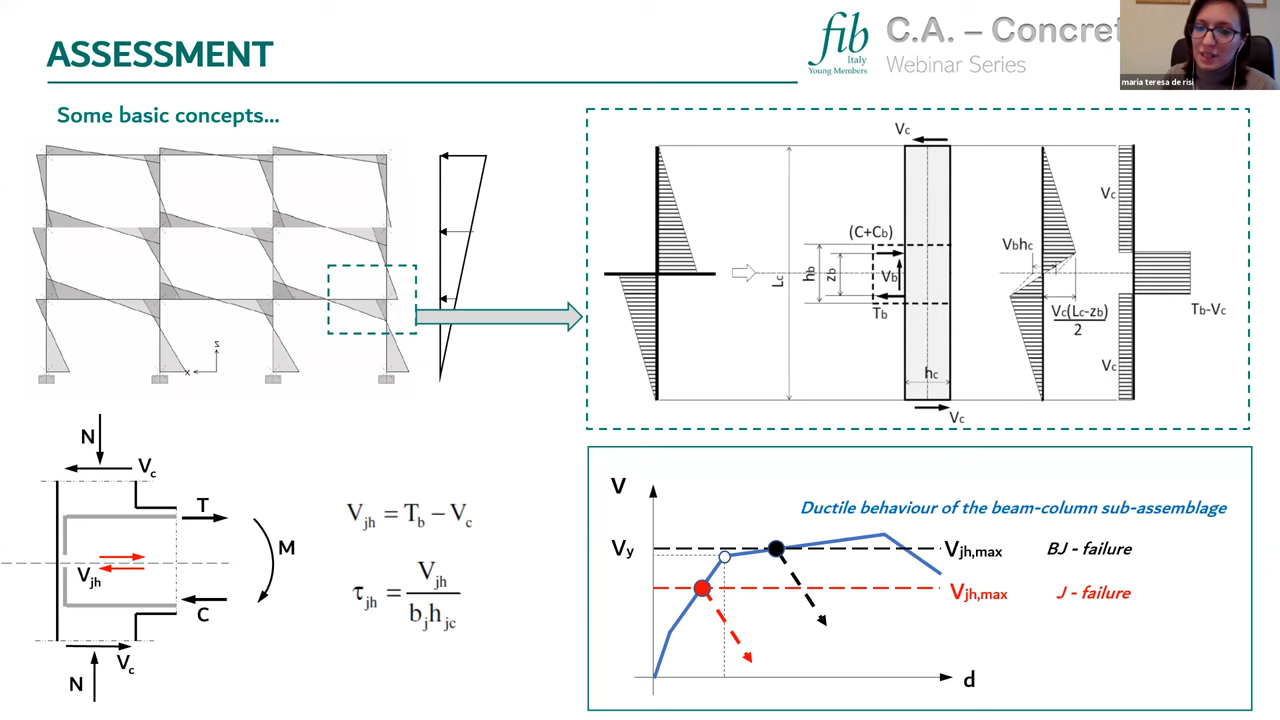 ASSESSMENT
fib
Italy
Young Members
C.A. – Concret
Webinar Series
maria teresa de risi
Some basic concepts...
z
x
Vc
(C+Cb)
Lc
hb
zb
Vb
Tb
hc
Vc
Vbhc
Vc(Lc-zb)
2
Vc
Vc
Tb-Vc
N
Vc
T
M
Vjh
C
Vc
N
Vjh = Tb − Vc
τjh = Vjh
bjhjc
V
Ductile behaviour of the beam-column sub-assemblage
Vy
Vjh,max BJ - failure
Vjh,max J - failure
d